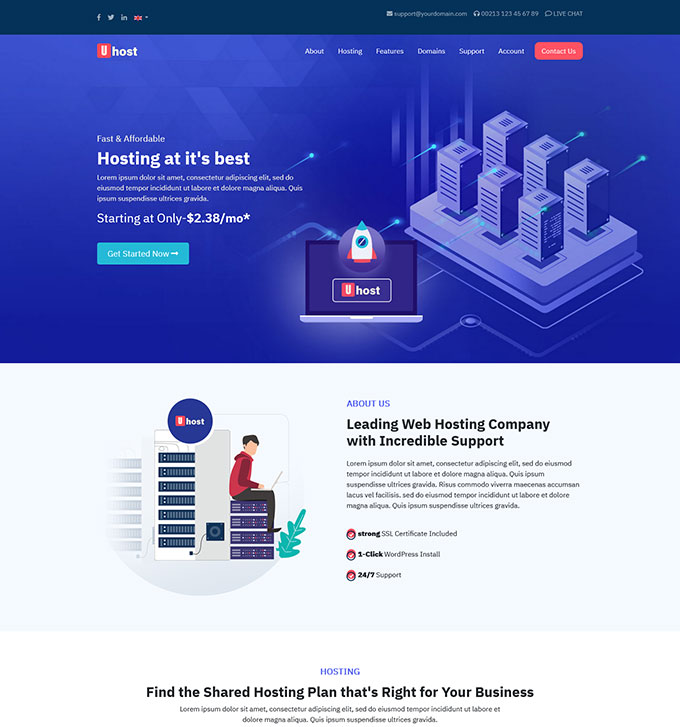 support@yourdomain.com 00213 123 45 67 89 LIVE CHAT
Uhost About Hosting Features Domains Support Account Contact Us
Fast & Affordable
Hosting at it's best
Lorem ipsum dolor sit amet, consectetur adipiscing elit, sed do
eiusmod tempor incididunt ut labore et dolore magna aliqua. Quis
ipsum suspendisse ultrices gravida.
Starting at Only-$2.38/mo*
Get Started Now
Uhost
Uhost
ABOUT US
Leading Web Hosting Company
with Incredible Support
Lorem ipsum dolor sit amet, consectetur adipiscing elit, sed do eiusmod
tempor incididunt ut labore et dolore magna aliqua. Quis ipsum
suspendisse ultrices gravida. Risus commodo viverra maecenas accumsan
lacus vel facilisis. sed do eiusmod tempor incididunt ut labore et dolore
magna aliqua. Quis ipsum suspendisse ultrices gravida.
strong SSL Certificate Included
1-Click WordPress Install
24/7 Support
HOSTING
Find the Shared Hosting Plan that's Right for Your Business
Lorem ipsum dolor sit amet, consectetur adipiscing elit, sed do eiusmod tempor incididunt ut labore et
dolore magna aliqua. Quis ipsum suspendisse ultrices gravida.